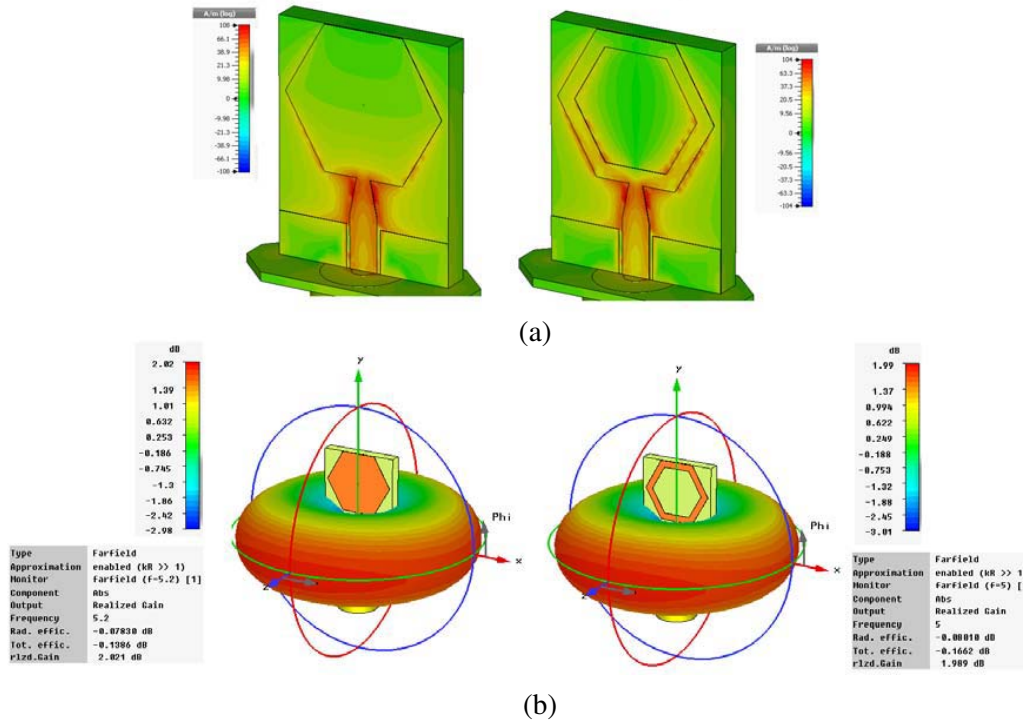 A/m (log)
108
66.1
38.9
21.3
9.98
0
-9.98
-21.3
-38.9
-66.1
-108
A/m (log)
104
63.3
37.3
20.5
9.56
0
-9.56
-20.5
-37.3
-63.3
-104
(a)
dB
2.02
1.39
1.01
0.632
0.253
-0.186
-0.745
-1.3
-1.86
-2.42
-2.98
y
Phi
x
z
Type Farfield
Approximation enabled (kR >> 1)
Monitor farfield (f=5.2) [1]
Component Abs
Output Realized Gain
Frequency 5.2
Rad. effic. -0.07830 dB
Tot. effic. -0.1386 dB
rlzd.Gain 2.021 dB
y
Phi
x
z
dB
1.99
1.37
0.994
0.622
0.249
-0.188
-0.753
-1.32
-1.88
-2.45
-3.01
Type Farfield
Approximation enabled (kR >> 1
Monitor farfield (f=5) [
Component Abs
Output Realized Gain
Frequency 5
Rad. effic. -0.08010 dB
Tot. effic. -0.1662 dB
rlzd.Gain 1.989 dB
(b)